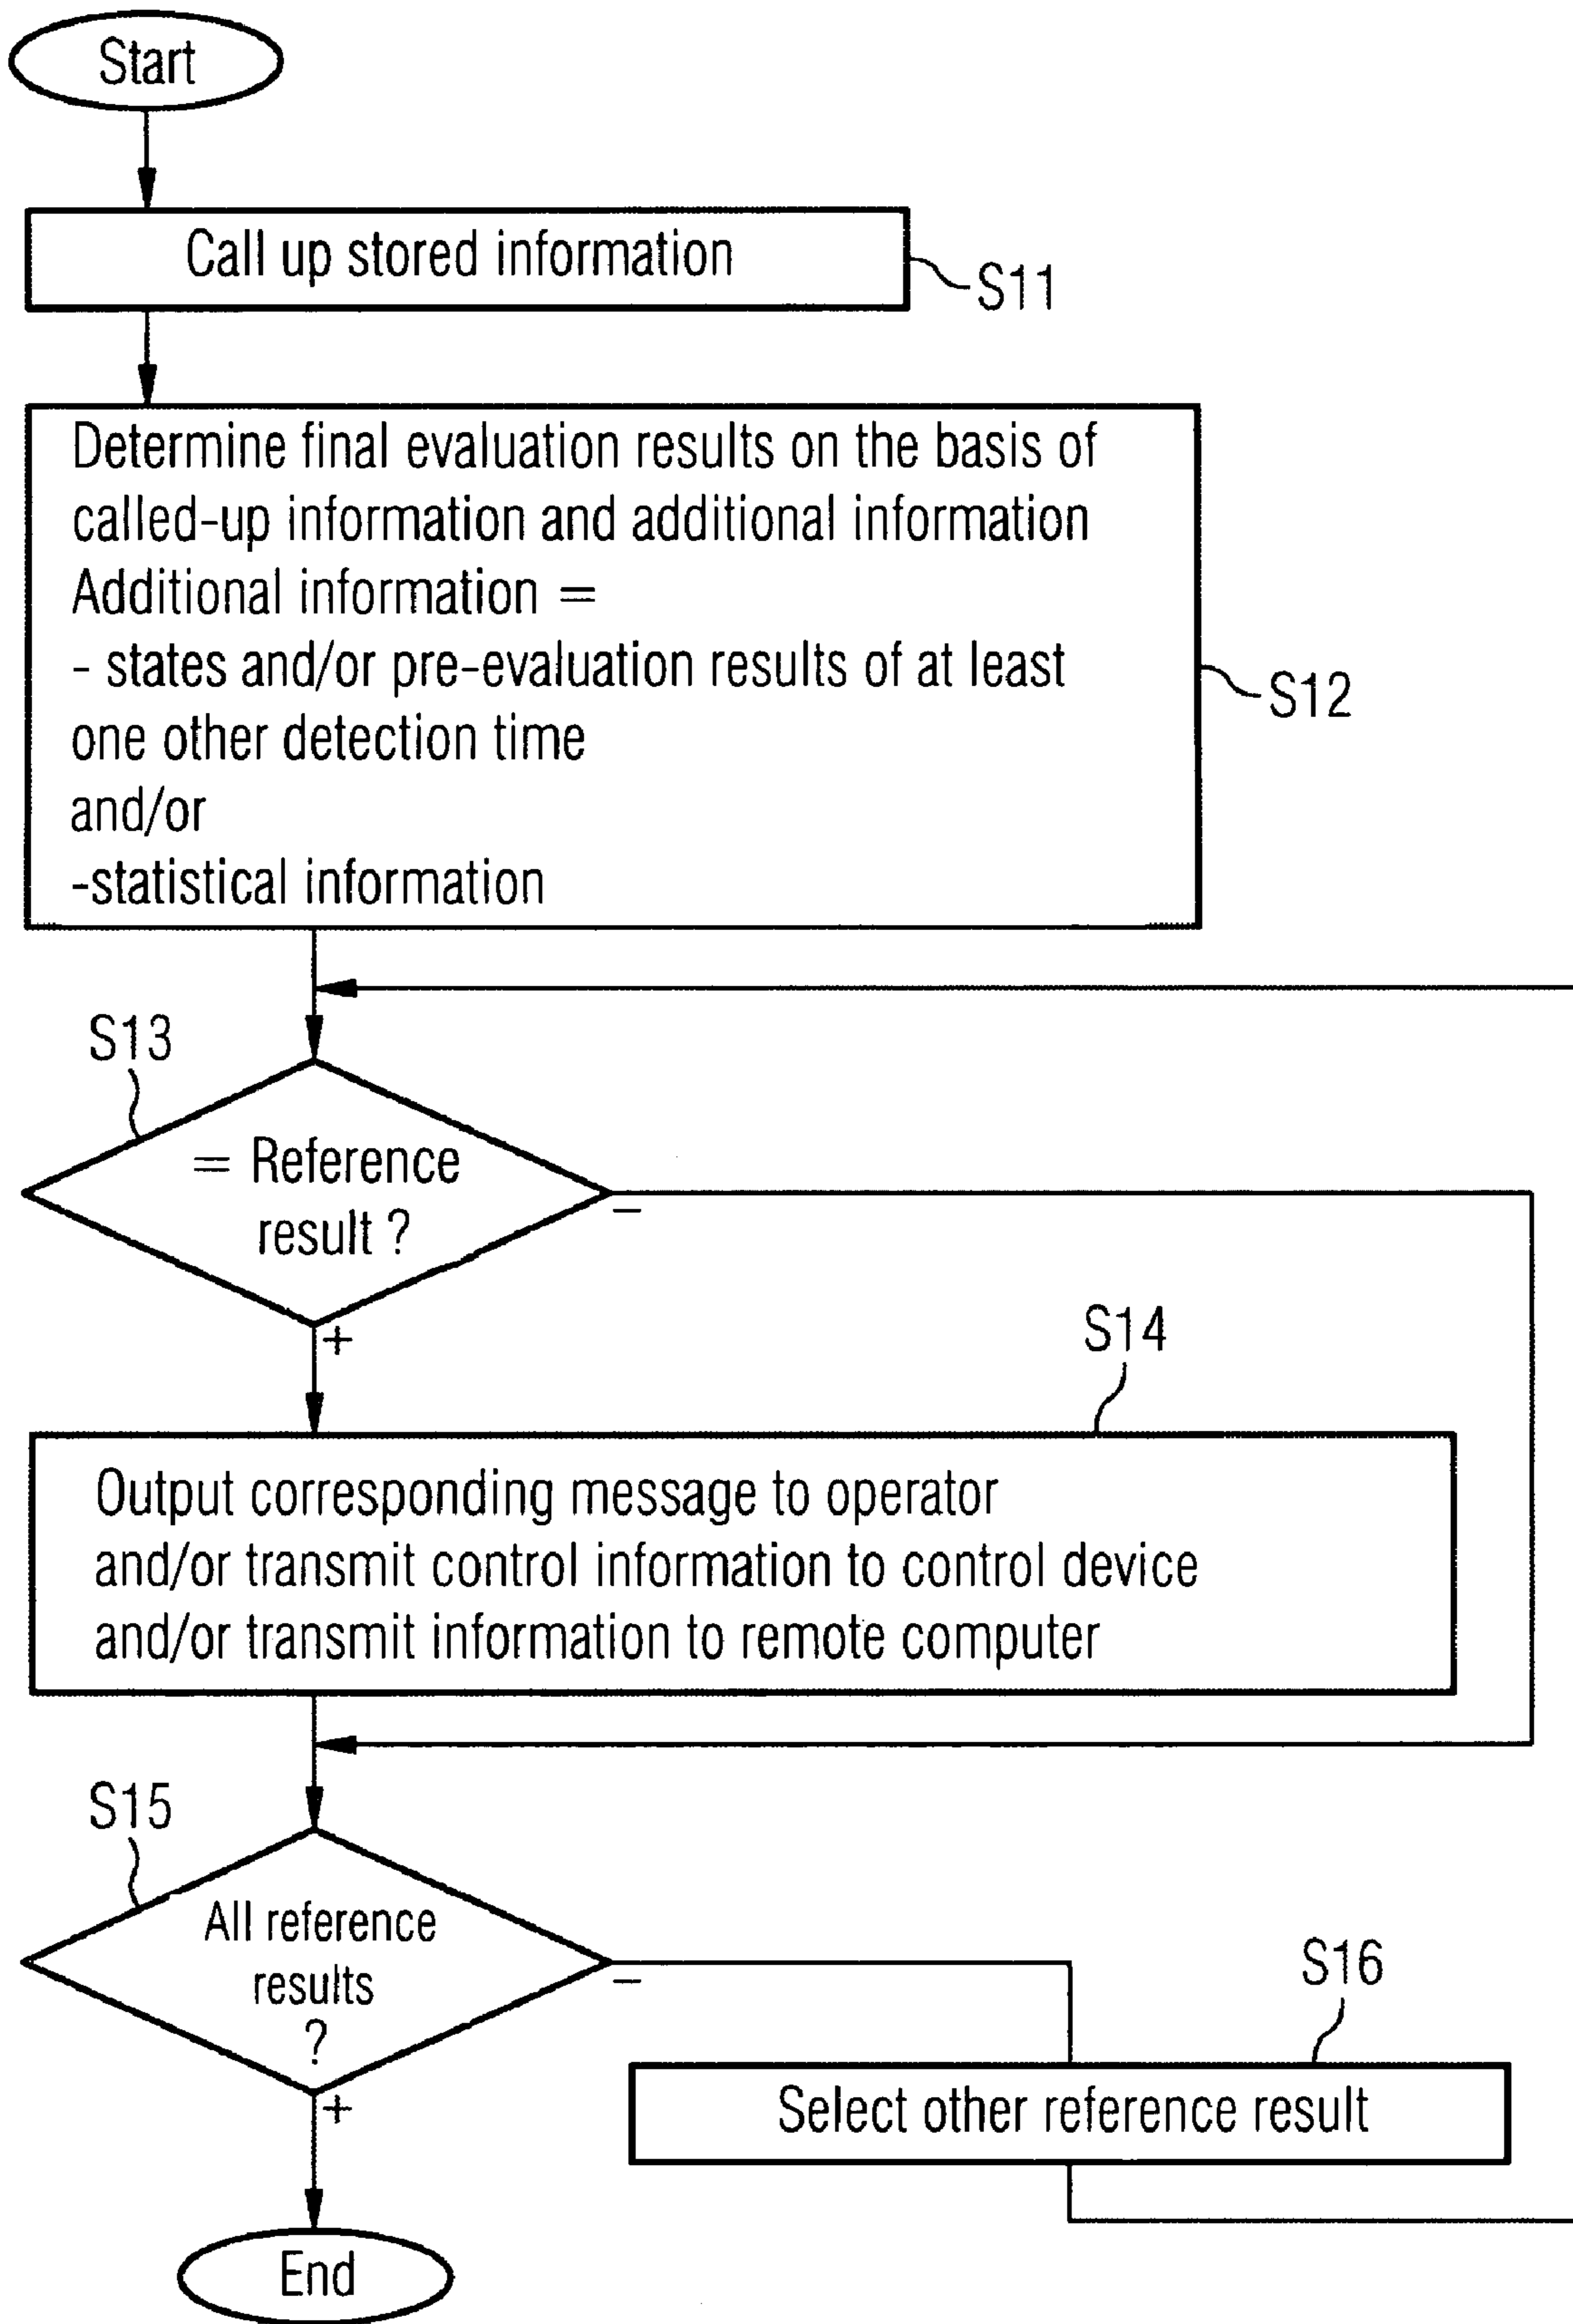 Start
Call up stored information
S11
Determine final evaluation results on the basis of
called-up information and additional information
Additional information =
- states and/or pre-evaluation results of at least
one other detection time
and/or
-statistical information
S12
S13
= Reference
result ?
−
+
S14
Output corresponding message to operator
and/or transmit control information to control device
and/or transmit information to remote computer
S15
All reference
results
?
−
+
S16
Select other reference result
End